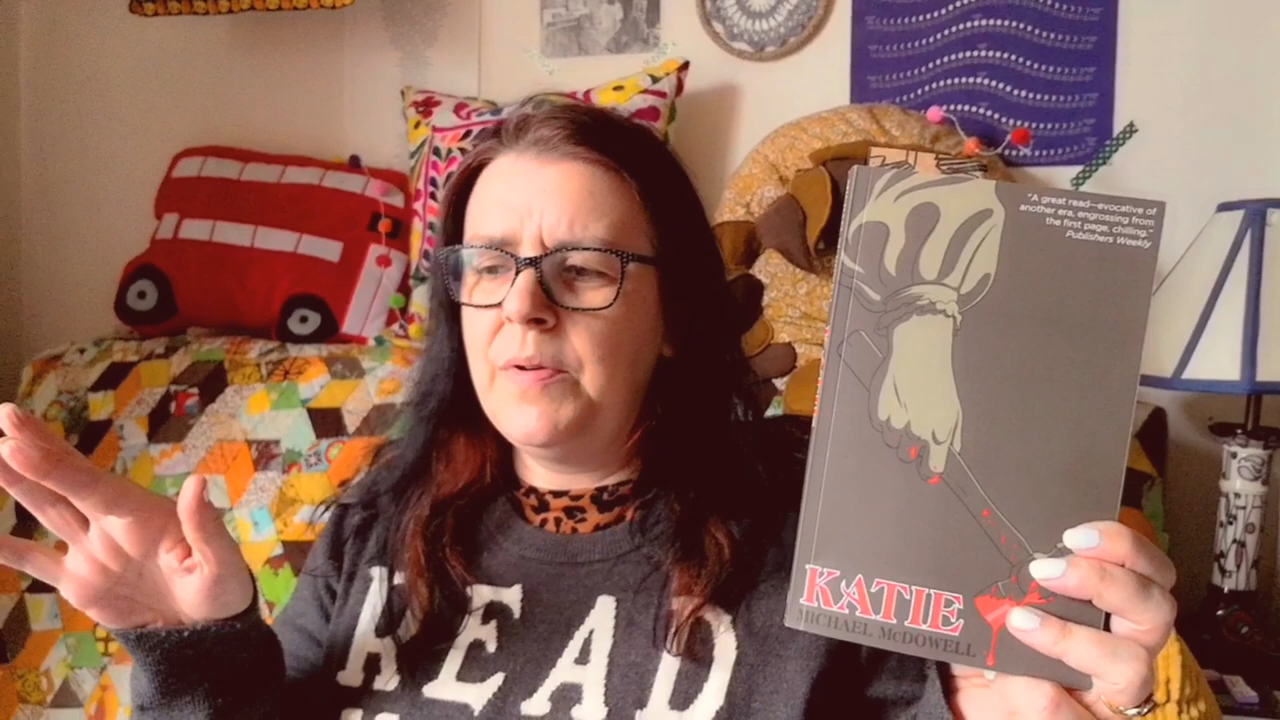 "A great read—evocative of
another era, engrossing from
the first page, chilling."
Publishers Weekly
KATIE
MICHAEL McDOWELL
READ